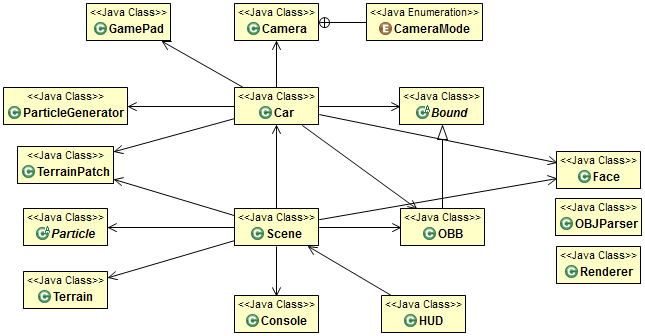 <<Java Class>>
GamePad
<<Java Class>>
Camera
<<Java Enumeration>>
CameraMode
<<Java Class>>
ParticleGenerator
<<Java Class>>
Car
<<Java Class>>
Bound
<<Java Class>>
TerrainPatch
<<Java Class>>
Face
<<Java Class>>
Particle
<<Java Class>>
Scene
<<Java Class>>
OBB
<<Java Class>>
OBJParser
<<Java Class>>
Terrain
<<Java Class>>
Renderer
<<Java Class>>
Console
<<Java Class>>
HUD